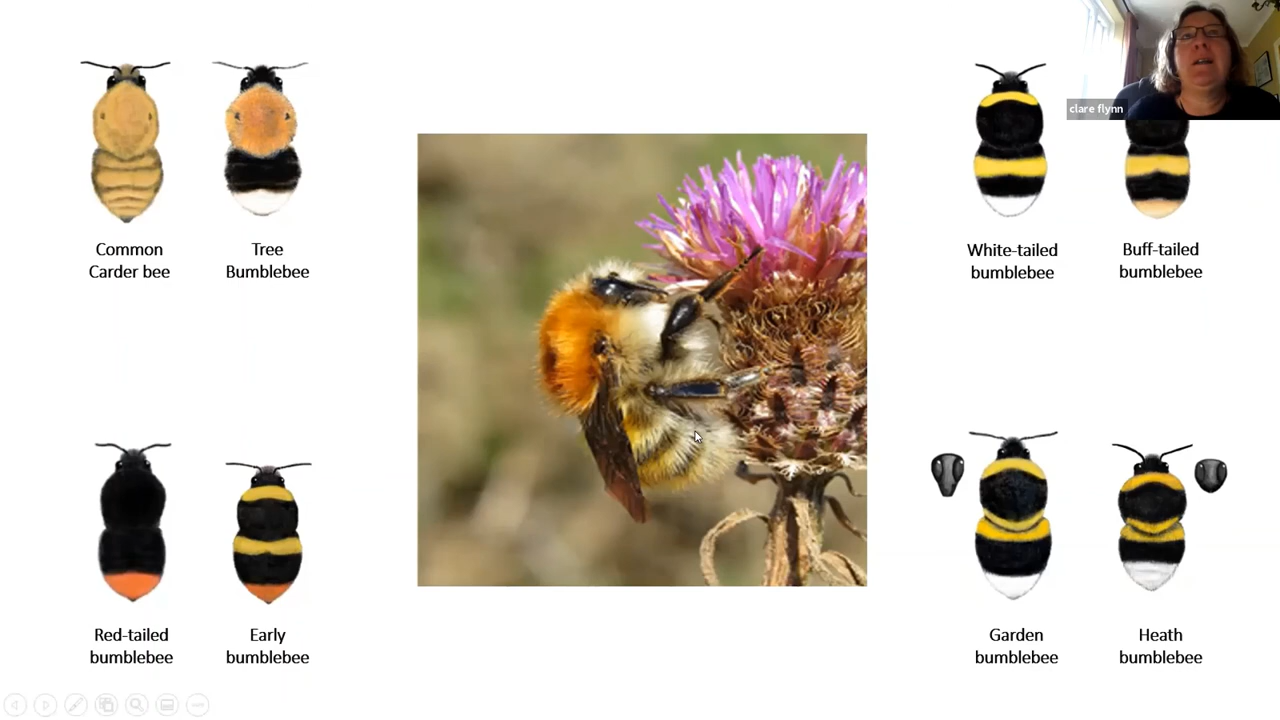 clare flynn
Common
Carder bee
Tree
Bumblebee
White-tailed
bumblebee
Buff-tailed
bumblebee
Red-tailed
bumblebee
Early
bumblebee
Garden
bumblebee
Heath
bumblebee